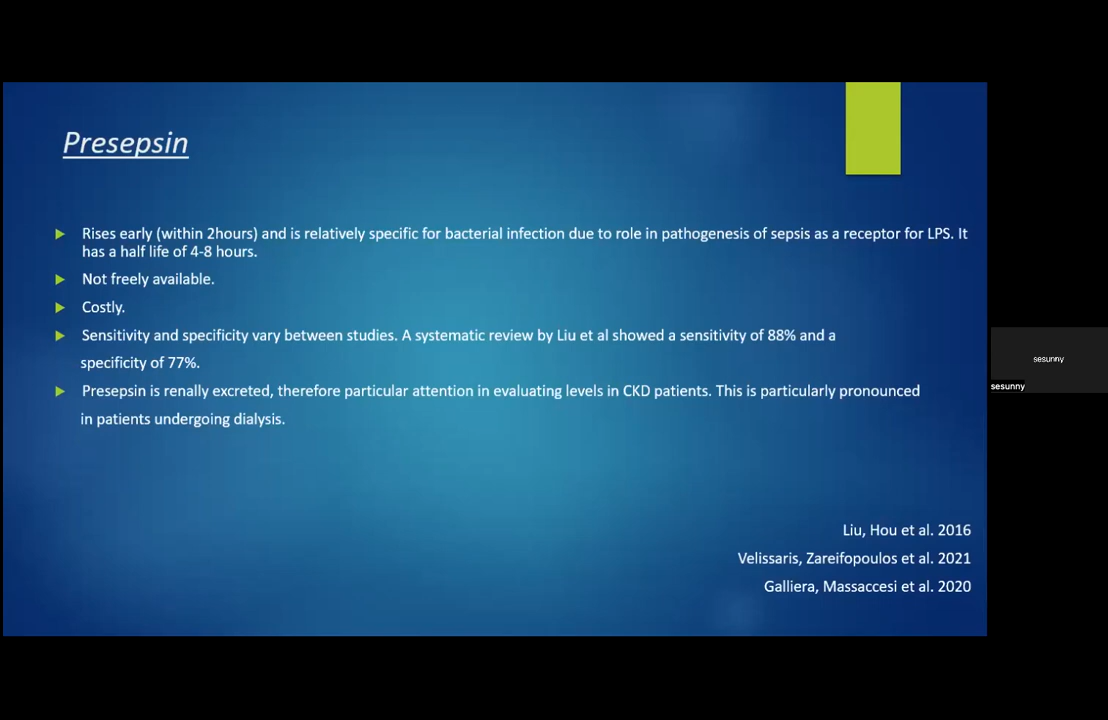 Presepsin
Rises early (within 2hours) and is relatively specific for bacterial infection due to role in pathogenesis of sepsis as a receptor for LPS. It
has a half life of 4-8 hours.
Not freely available.
Costly.
Sensitivity and specificity vary between studies. A systematic review by Liu et al showed a sensitivity of 88% and a
specificity of 77%.
Presepsin is renally excreted, therefore particular attention in evaluating levels in CKD patients. This is particularly pronounced
in patients undergoing dialysis.
Liu, Hou et al. 2016
Velissaris, Zareifopoulos et al. 2021
Galliera, Massaccesi et al. 2020
sesunny
sesunny